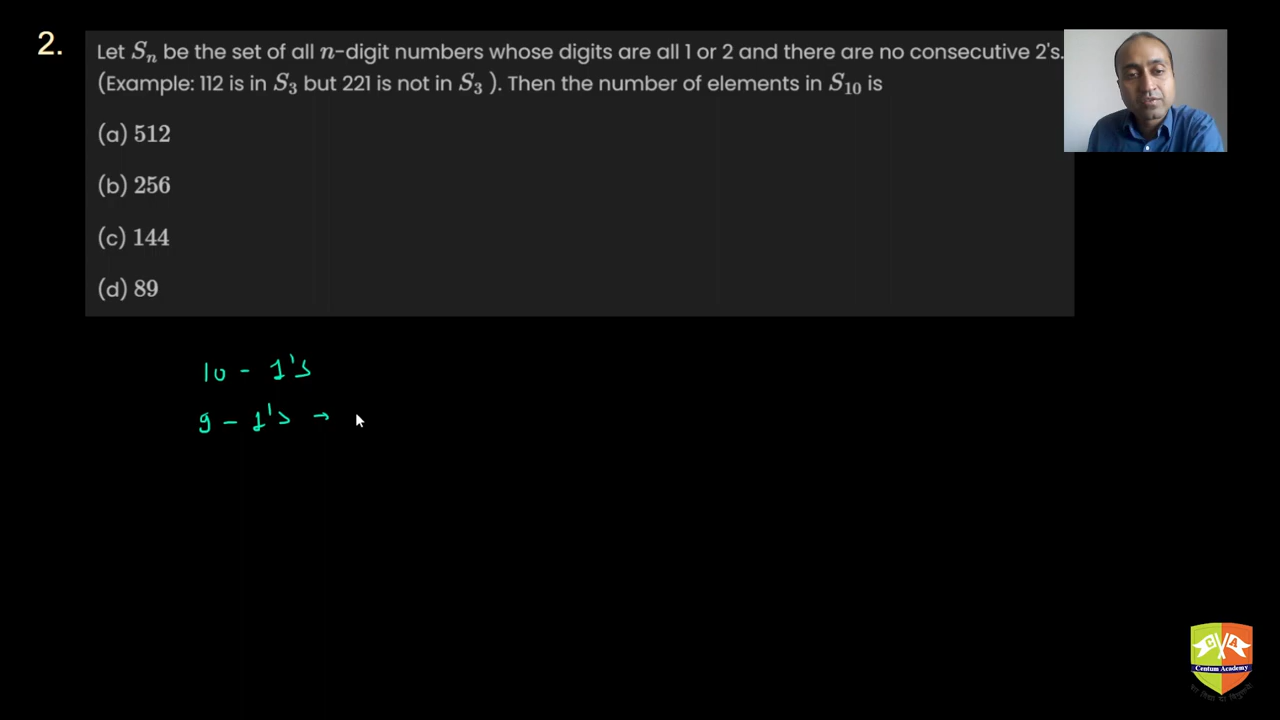 2.
Let Sₙ be the set of all n-digit numbers whose digits are all 1 or 2 and there are no consecutive 2's.
(Example: 112 is in S₃ but 221 is not in S₃ ). Then the number of elements in S₁₀ is
(a) 512
(b) 256
(c) 144
(d) 89
10 - 1's
9 - 1's →
C A
Centum Academy